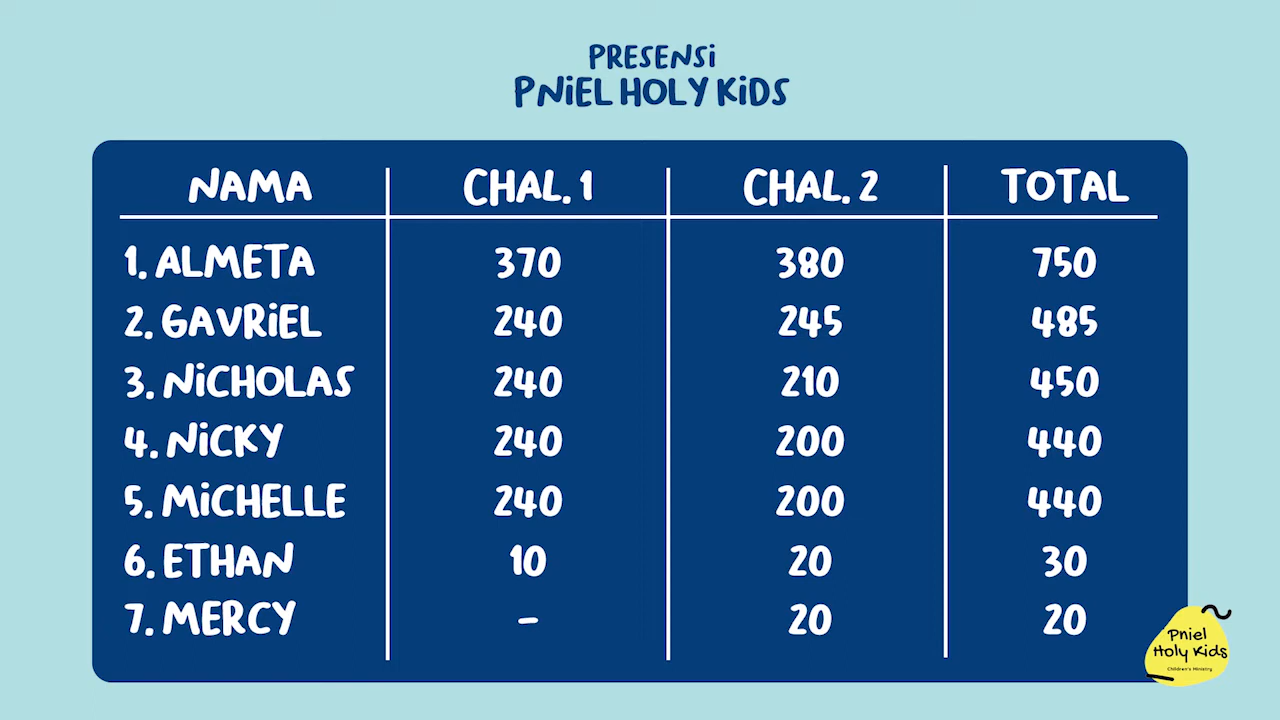 PRESENSi
PNiEL HOLY KiDS
NAMA CHAL. 1 CHAL. 2 TOTAL
1. ALMETA 370 380 750
2. GAVRiEL 240 245 485
3. NiCHOLAS 240 210 450
4. NiCKY 240 200 440
5. MiCHELLE 240 200 440
6. ETHAN 10 20 30
7. MERCY - 20 20
Pniel
Holy Kids
Children's Ministry